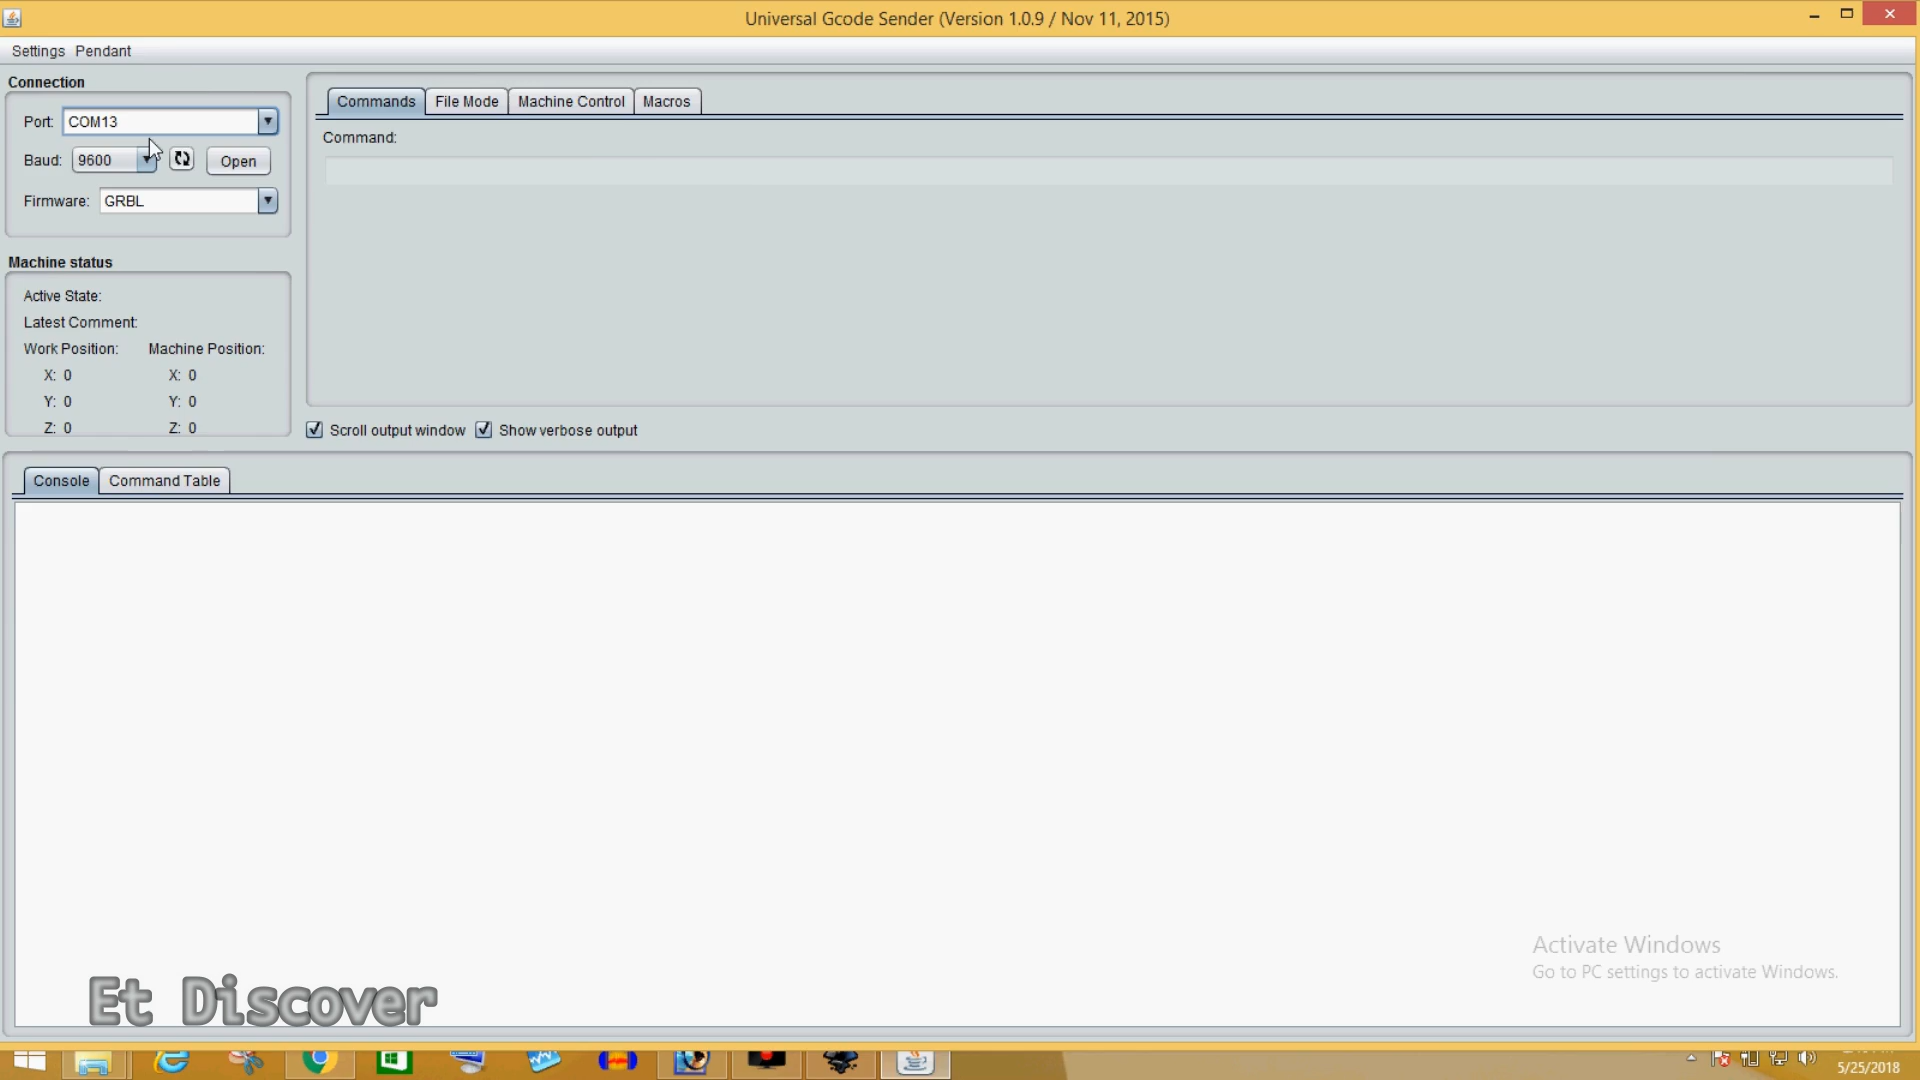 Universal Gcode Sender (Version 1.0.9 / Nov 11, 2015)
Settings Pendant
Connection
Port: COM13
Baud: 9600 Open
Firmware: GRBL
Commands File Mode Machine Control Macros
Command:
Machine status
Active State:
Latest Comment:
Work Position: Machine Position:
X: 0 X: 0
Y: 0 Y: 0
Z: 0 Z: 0
Scroll output window Show verbose output
Console Command Table
Activate Windows
Go to PC settings to activate Windows.
Et Discover
5/25/2018